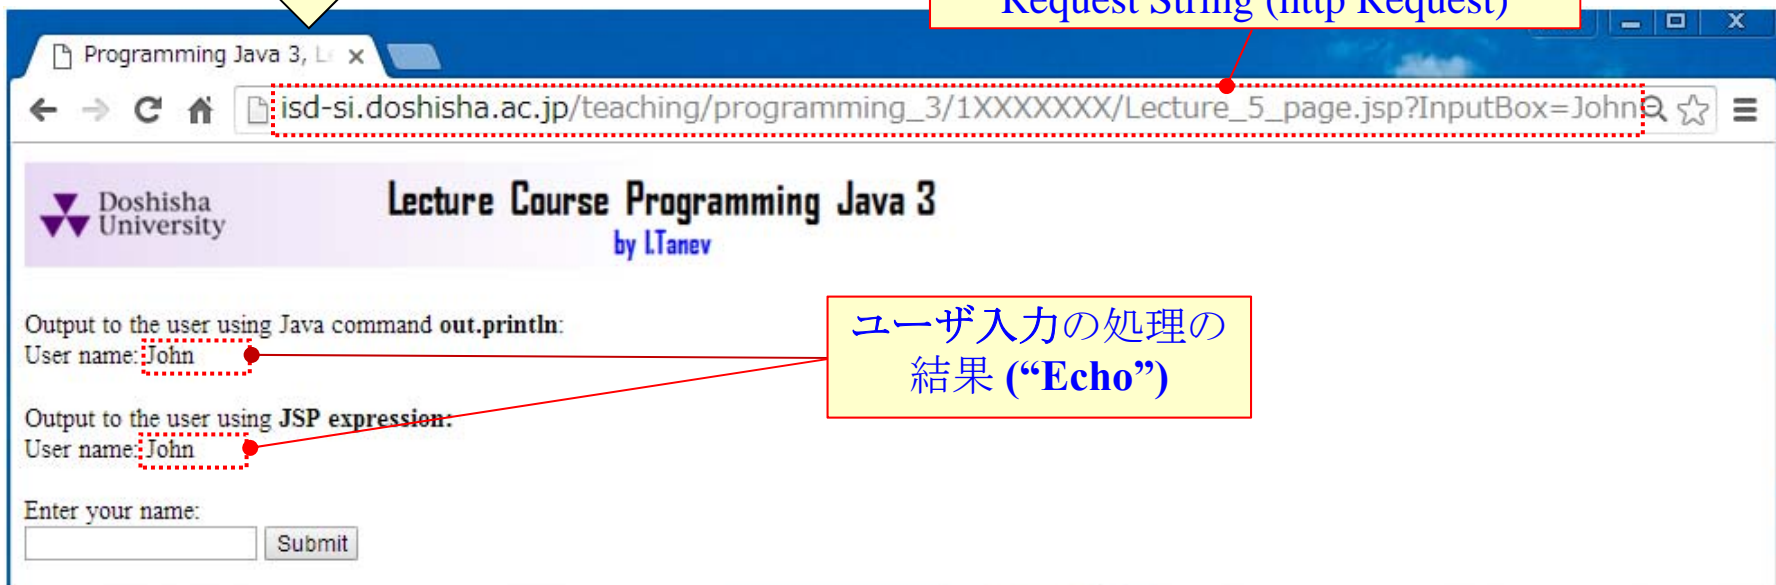 Request String (http Request)
Programming Java 3, L
isd-si.doshisha.ac.jp/teaching/programming_3/1XXXXXXX/Lecture_5_page.jsp?InputBox=John
Doshisha
University
Lecture Course Programming Java 3
by I.Tanev
Output to the user using Java command out.println:
User name: John
ユーザ入力の処理の
結果 (“Echo”)
Output to the user using JSP expression:
User name: John
Enter your name:
Submit